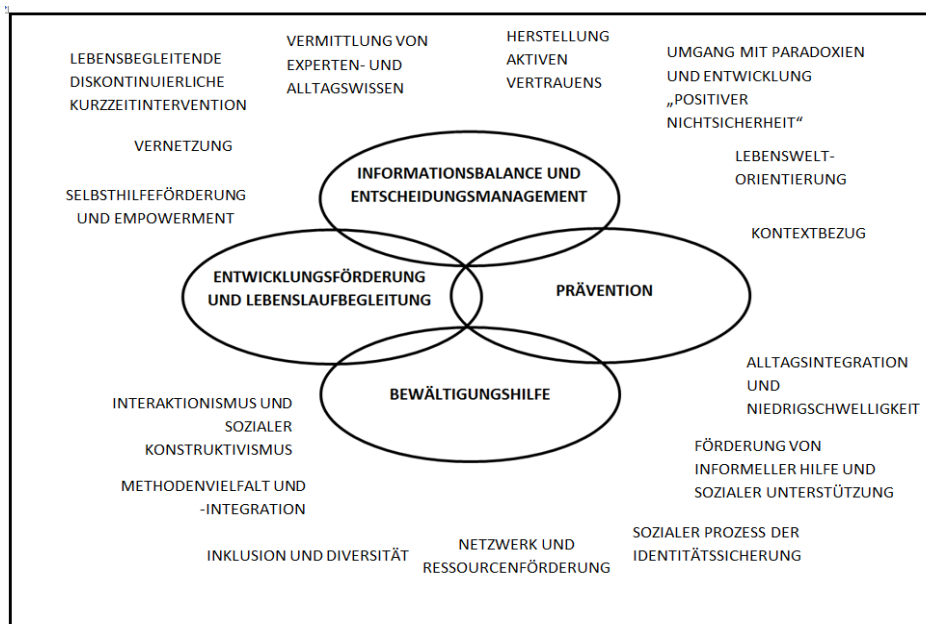 LEBENSBEGLEITENDE
DISKONTINUIERLICHE
KURZZEITINTERVENTION
VERMITTLUNG VON
EXPERTEN- UND
ALLTAGSWISSEN
HERSTELLUNG
AKTIVEN
VERTRAUENS
UMGANG MIT PARADOXIEN
UND ENTWICKLUNG
„POSITIVER
NICHTSICHERHEIT“
VERNETZUNG
LEBENSWELT-
ORIENTIERUNG
SELBSTHILFEFÖRDERUNG
UND EMPOWERMENT
INFORMATIONSBALANCE UND
ENTSCHEIDUNGSMANAGEMENT
KONTEXTBEZUG
ENTWICKLUNGSFÖRDERUNG
UND LEBENSLAUFBEGLEITUNG
PRÄVENTION
BEWÄLTIGUNGSHILFE
ALLTAGSINTEGRATION
UND
NIEDRIGSCHWELLIGKEIT
INTERAKTIONISMUS UND
SOZIALER
KONSTRUKTIVISMUS
FÖRDERUNG VON
INFORMELLER HILFE UND
SOZIALER UNTERSTÜTZUNG
METHODENVIELFALT UND
-INTEGRATION
INKLUSION UND DIVERSITÄT
NETZWERK UND
RESSOURCENFÖRDERUNG
SOZIALER PROZESS DER
IDENTITÄTSSICHERUNG